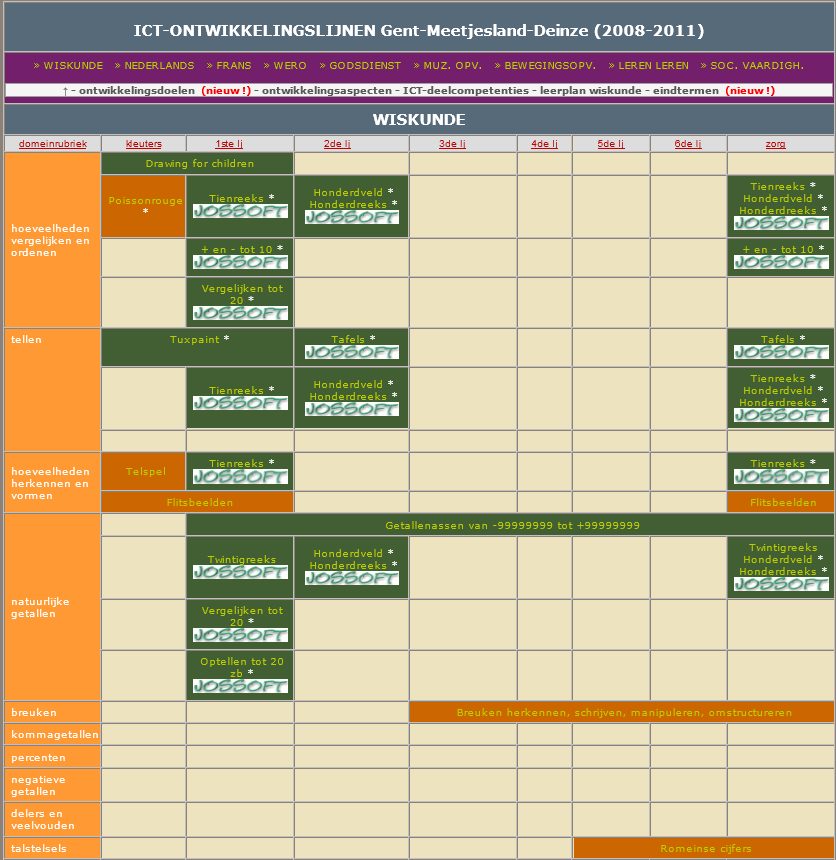 ICT-ONTWIKKELINGSLIJNEN Gent-Meetjesland-Deinze (2008-2011)
» WISKUNDE » NEDERLANDS » FRANS » WERO » GODSDIENST » MUZ. OPV. » BEWEGINGSOPV. » LEREN LEREN » SOC. VAARDIGH.
↑ - ontwikkelingsdoelen (nieuw !) - ontwikkelingsaspecten - ICT-deelcompetenties - leerplan wiskunde - eindtermen (nieuw !)
WISKUNDE
domeinrubriek kleuters 1ste lj 2de lj 3de lj 4de lj 5de lj 6de lj zorg
hoeveelheden
vergelijken en
ordenen
Drawing for children
Poissonrouge
*
Tienreeks *
JOSSOFT
Honderdveld *
Honderdreeks *
JOSSOFT
Tienreeks *
Honderdveld *
Honderdreeks *
JOSSOFT
+ en - tot 10 *
JOSSOFT
+ en - tot 10 *
JOSSOFT
Vergelijken tot
20 *
JOSSOFT
tellen
Tuxpaint *
Tafels *
JOSSOFT
Tafels *
JOSSOFT
Tienreeks *
JOSSOFT
Honderdveld *
Honderdreeks *
JOSSOFT
Tienreeks *
Honderdveld *
Honderdreeks *
JOSSOFT
hoeveelheden
herkennen en
vormen
Telspel
Tienreeks *
JOSSOFT
Tienreeks *
JOSSOFT
Flitsbeelden
Flitsbeelden
natuurlijke
getallen
Getallenassen van -99999999 tot +99999999
Twintigreeks
JOSSOFT
Honderdveld *
Honderdreeks *
JOSSOFT
Twintigreeks
Honderdveld *
Honderdreeks *
JOSSOFT
Vergelijken tot
20 *
JOSSOFT
Optellen tot 20
zb *
JOSSOFT
breuken
Breuken herkennen, schrijven, manipuleren, omstructureren
kommagetallen
percenten
negatieve
getallen
delers en
veelvouden
talstelsels
Romeinse cijfers